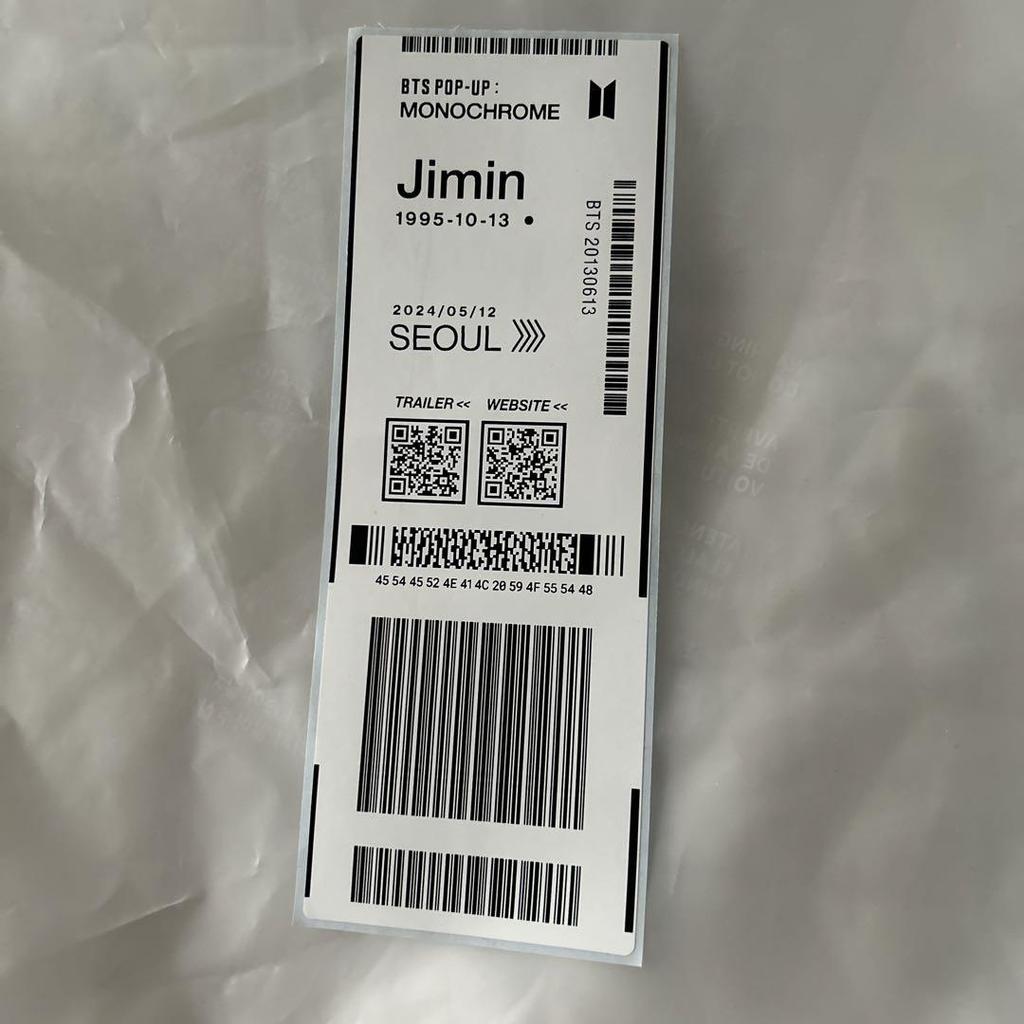 BTS POP-UP :
MONOCHROME
Jimin
1995-10-13 •
BTS 20130613
2024/05/12
SEOUL
TRAILER << WEBSITE <<
45 54 45 52 4E 41 4C 20 59 4F 55 54 48